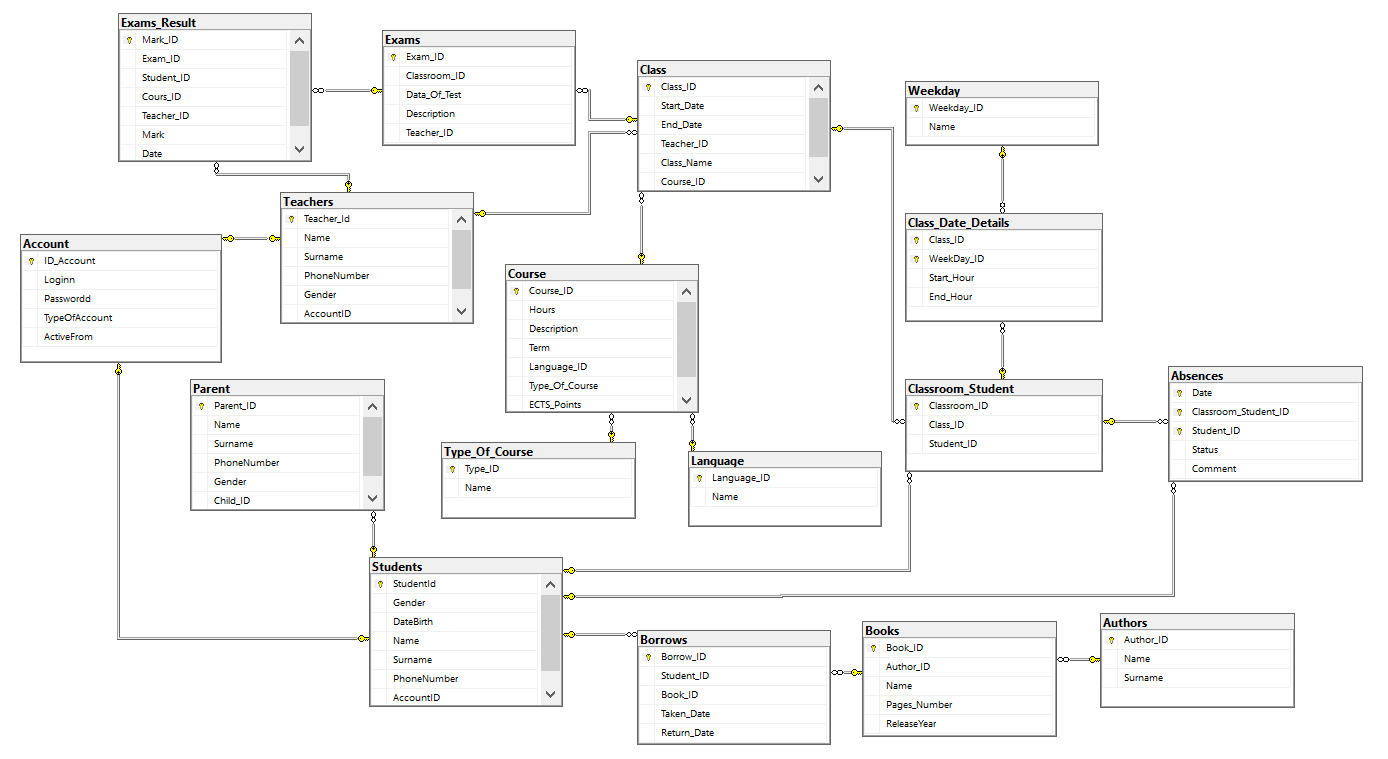 Exams_Result
Mark_ID
Exam_ID
Student_ID
Cours_ID
Teacher_ID
Mark
Date
Exams
Exam_ID
Classroom_ID
Data_Of_Test
Description
Teacher_ID
Class
Class_ID
Start_Date
End_Date
Teacher_ID
Class_Name
Course_ID
Weekday
Weekday_ID
Name
Teachers
Teacher_Id
Name
Surname
PhoneNumber
Gender
AccountID
Class_Date_Details
Class_ID
WeekDay_ID
Start_Hour
End_Hour
Account
ID_Account
Loginn
Passwordd
TypeOfAccount
ActiveFrom
Course
Course_ID
Hours
Description
Term
Language_ID
Type_Of_Course
ECTS_Points
Parent
Parent_ID
Name
Surname
PhoneNumber
Gender
Child_ID
Classroom_Student
Classroom_ID
Class_ID
Student_ID
Absences
Date
Classroom_Student_ID
Student_ID
Status
Comment
Type_Of_Course
Type_ID
Name
Language
Language_ID
Name
Students
StudentId
Gender
DateBirth
Name
Surname
PhoneNumber
AccountID
Borrows
Borrow_ID
Student_ID
Book_ID
Taken_Date
Return_Date
Books
Book_ID
Author_ID
Name
Pages_Number
ReleaseYear
Authors
Author_ID
Name
Surname